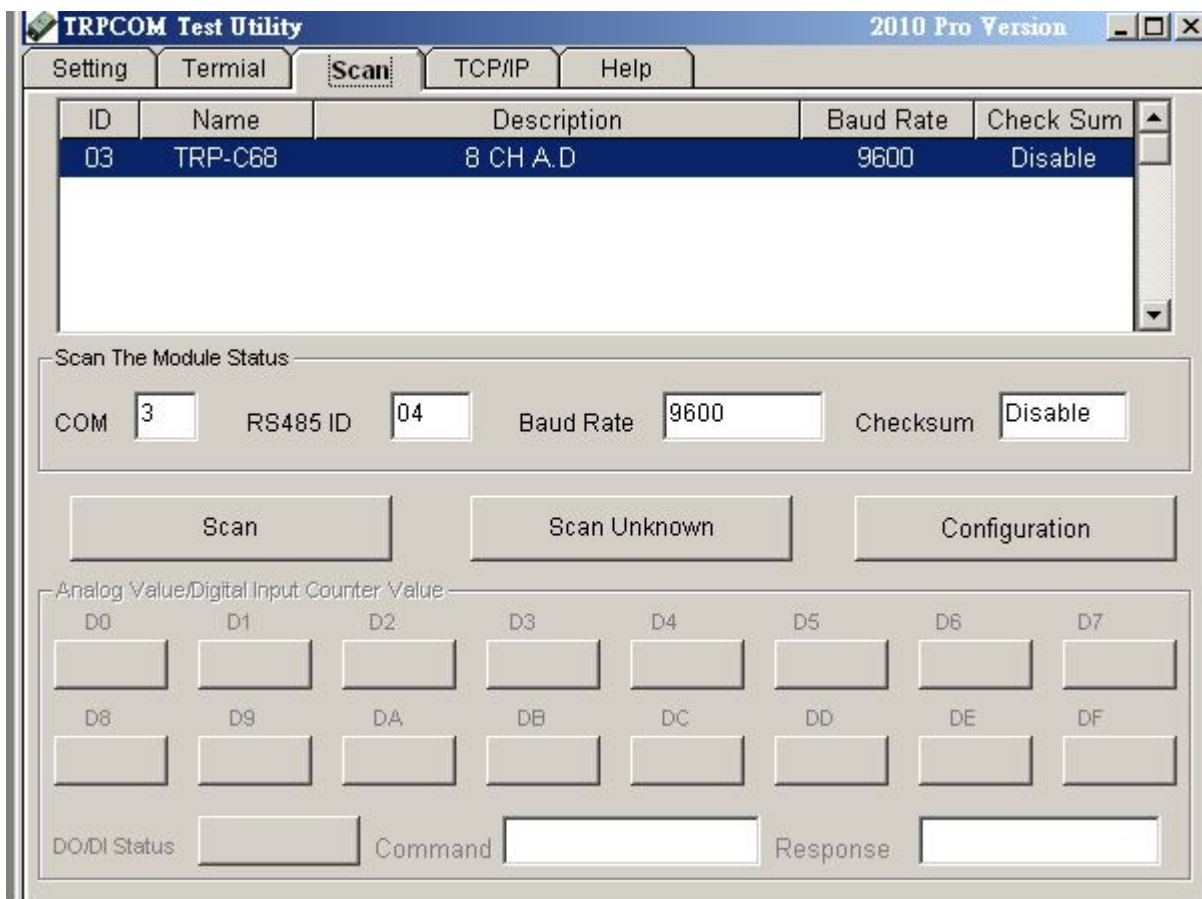 TRPCOM Test Utility 2010 Pro Version
Setting Termial Scan TCP/IP Help
ID Name Description Baud Rate Check Sum
03 TRP-C68 8 CH A.D 9600 Disable
Scan The Module Status
COM 3 RS485 ID 04 Baud Rate 9600 Checksum Disable
Scan Scan Unknown Configuration
Analog Value/Digital Input Counter Value
D0 D1 D2 D3 D4 D5 D6 D7
D8 D9 DA DB DC DD DE DF
DO/DI Status Command Response